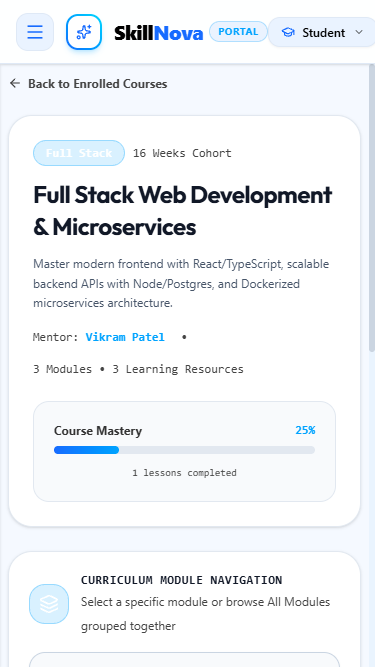 SkillNova PORTAL Student
Back to Enrolled Courses
Full Stack 16 Weeks Cohort
Full Stack Web Development
& Microservices
Master modern frontend with React/TypeScript, scalable
backend APIs with Node/Postgres, and Dockerized
microservices architecture.
Mentor: Vikram Patel •
3 Modules • 3 Learning Resources
Course Mastery 25%
1 lessons completed
CURRICULUM MODULE NAVIGATION
Select a specific module or browse All Modules
grouped together